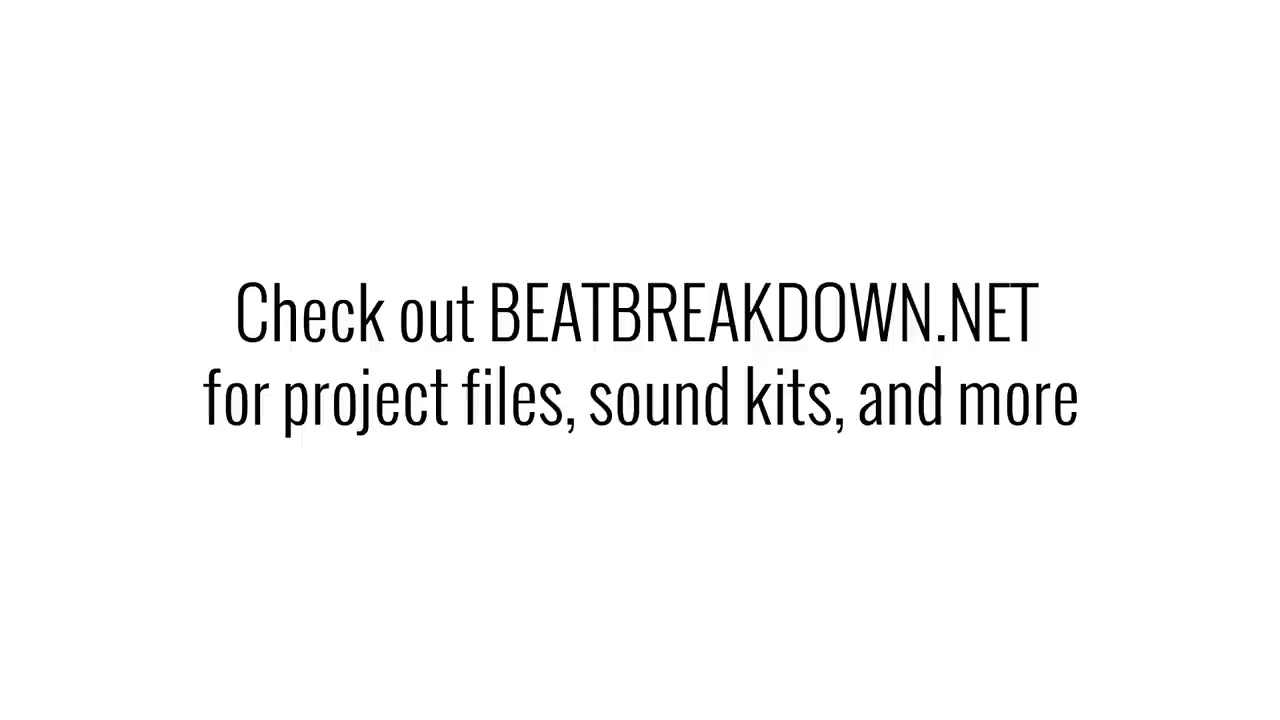 Check out BEATBREAKDOWN.NET
for project files, sound kits, and more